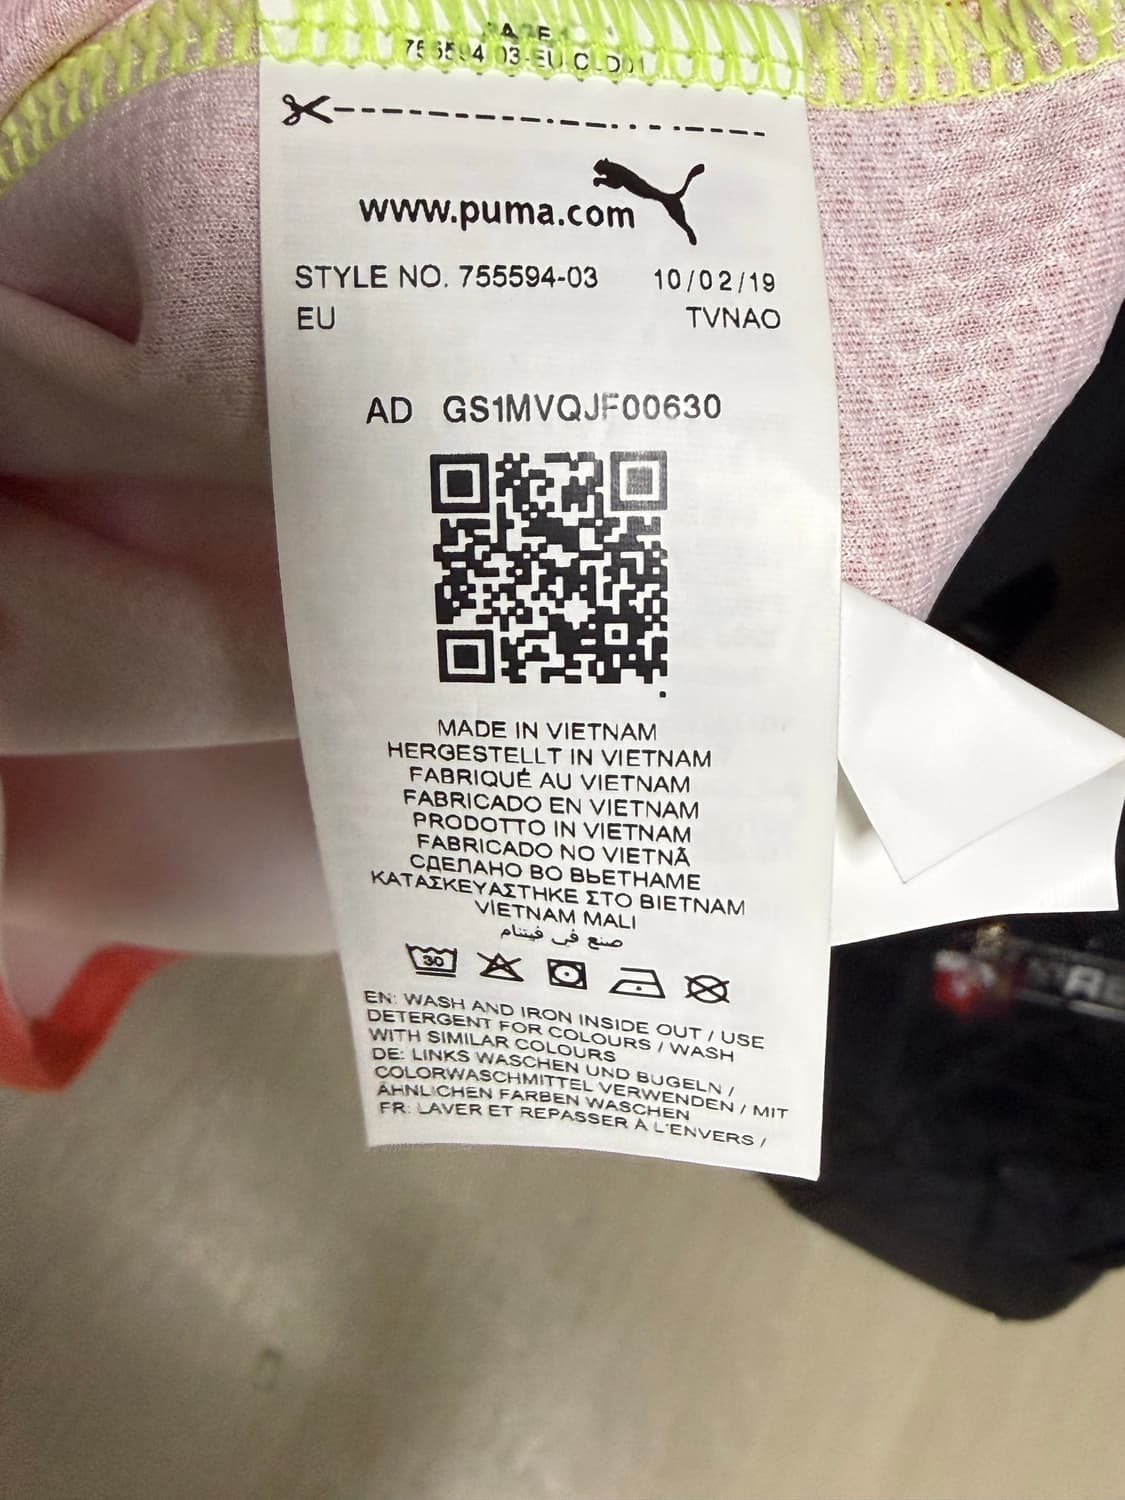 www.puma.com
STYLE NO. 755594-03 10/02/19
EU TVNAO
AD GS1MVQJF00630
MADE IN VIETNAM
HERGESTELLT IN VIETNAM
FABRIQUÉ AU VIETNAM
FABRICADO EN VIETNAM
PRODOTTO IN VIETNAM
FABRICADO NO VIETNÃ
СДЕЛАНО ВО ВЬЕТНАМЕ
ΚΑΤΑΣΚΕΥΑΣΤΗΚΕ ΣΤΟ ΒΙΕΤΝΑΜ
VİETNAM MALI
صنع في فيتنام
30
EN: WASH AND IRON INSIDE OUT / USE
DETERGENT FOR COLOURS / WASH
WITH SIMILAR COLOURS
DE: LINKS WASCHEN UND BUGELN /
COLORWASCHMITTEL VERWENDEN / MIT
ÄHNLICHEN FARBEN WASCHEN
FR: LAVER ET REPASSER À L'ENVERS /